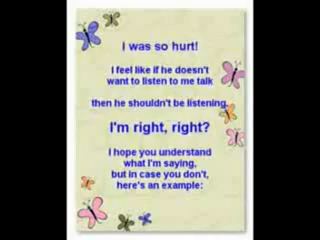 I was so hurt!
I feel like if he doesn't
want to listen to me talk
then he shouldn't be listening.
I'm right, right?
I hope you understand
what I'm saying,
but in case you don't,
here's an example: